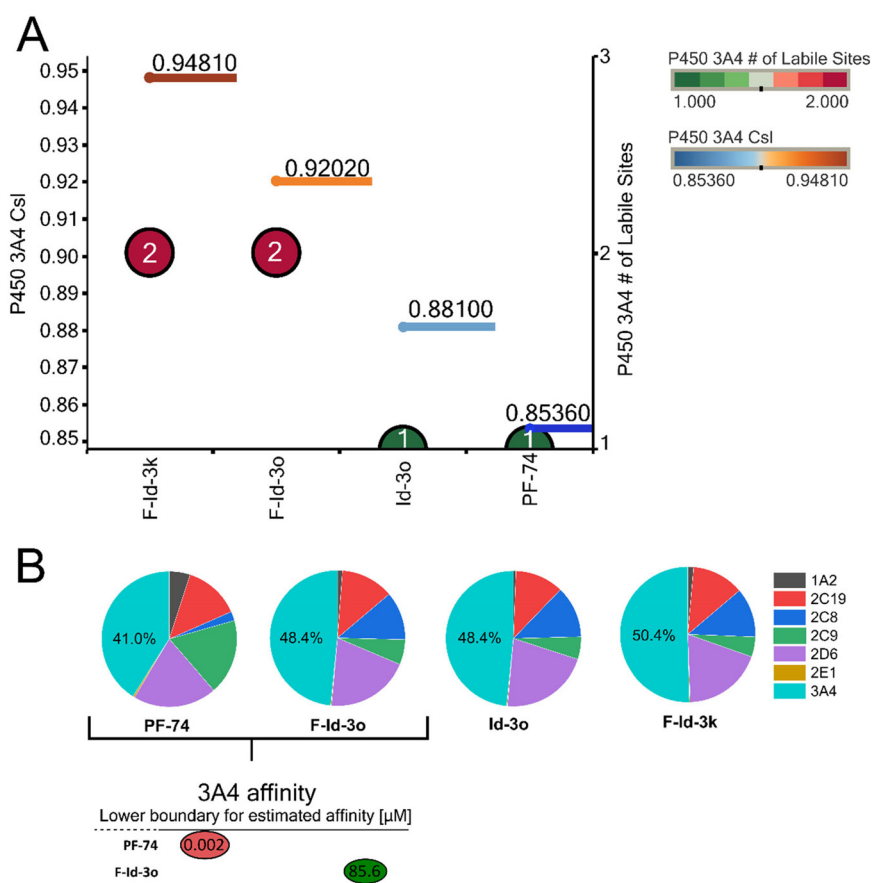 A
P450 3A4 CsI
0.95
0.94
0.93
0.92
0.91
0.90
0.89
0.88
0.87
0.86
0.85
0.94810
0.92020
0.88100
0.85360
2
2
1
1
3
2
1
P450 3A4 # of Labile Sites
F-Id-3k
F-Id-3o
Id-3o
PF-74
P450 3A4 # of Labile Sites
1.000 2.000
P450 3A4 CsI
0.85360 0.94810
B
41.0%
48.4%
48.4%
50.4%
PF-74
F-Id-3o
Id-3o
F-Id-3k
1A2
2C19
2C8
2C9
2D6
2E1
3A4
3A4 affinity
Lower boundary for estimated affinity [µM]
PF-74 0.002
F-Id-3o 85.6